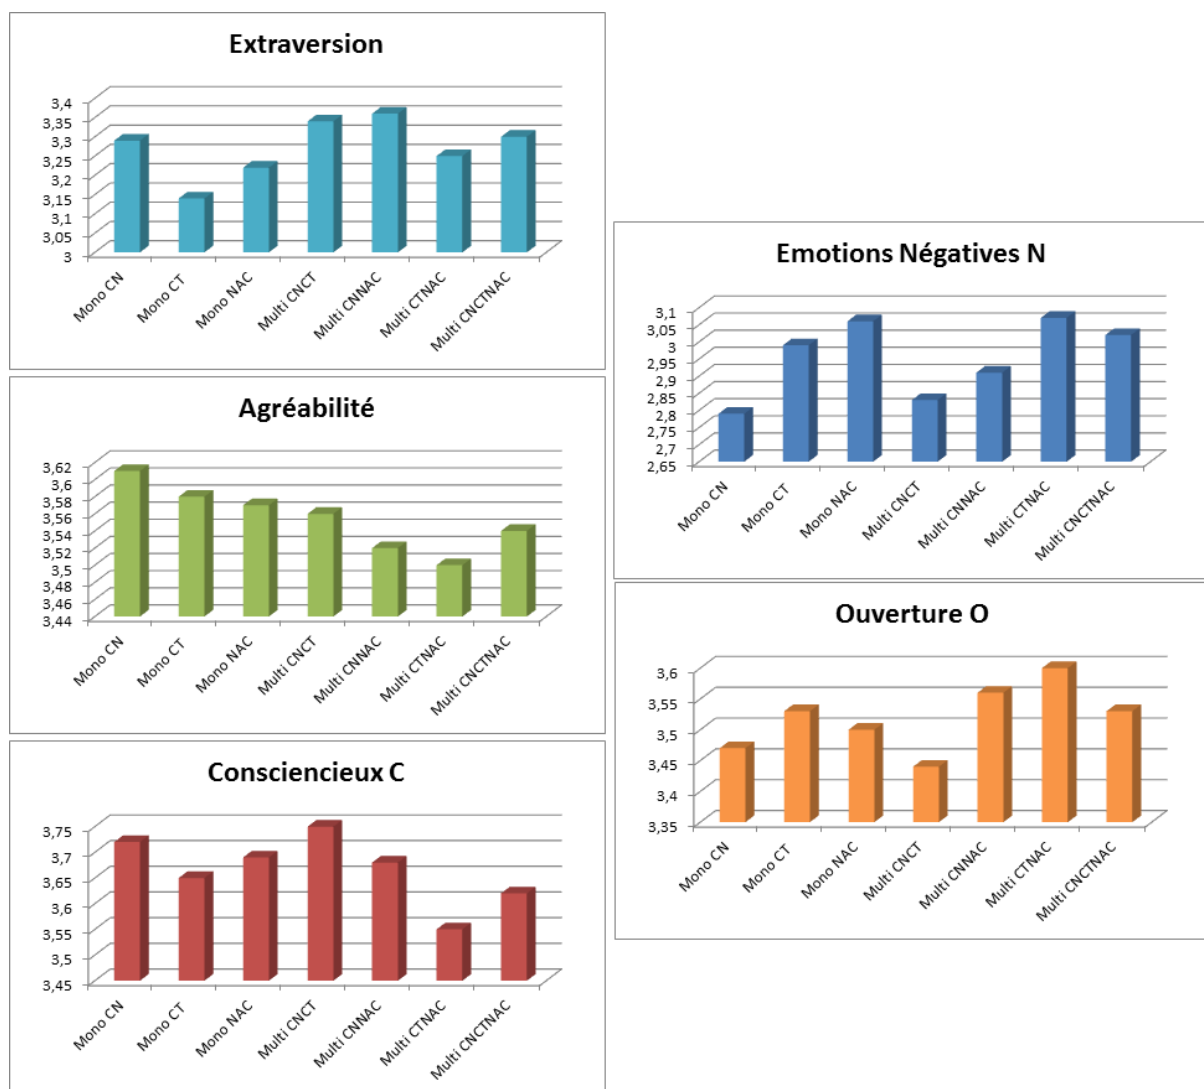 Extraversion
3,4
3,35
3,3
3,25
3,2
3,15
3,1
3,05
3
Mono CN
Mono CT
Mono NAC
Multi CNCT
Multi CNNAC
Multi CTNAC
Multi CNCTNAC
Agréabilité
3,62
3,6
3,58
3,56
3,54
3,52
3,5
3,48
3,46
3,44
Mono CN
Mono CT
Mono NAC
Multi CNCT
Multi CNNAC
Multi CTNAC
Multi CNCTNAC
Consciencieux C
3,75
3,7
3,65
3,6
3,55
3,5
3,45
Mono CN
Mono CT
Mono NAC
Multi CNCT
Multi CNNAC
Multi CTNAC
Multi CNCTNAC
Emotions Négatives N
3,1
3,05
3
2,95
2,9
2,85
2,8
2,75
2,7
2,65
Mono CN
Mono CT
Mono NAC
Multi CNCT
Multi CNNAC
Multi CTNAC
Multi CNCTNAC
Ouverture O
3,6
3,55
3,5
3,45
3,4
3,35
Mono CN
Mono CT
Mono NAC
Multi CNCT
Multi CNNAC
Multi CTNAC
Multi CNCTNAC